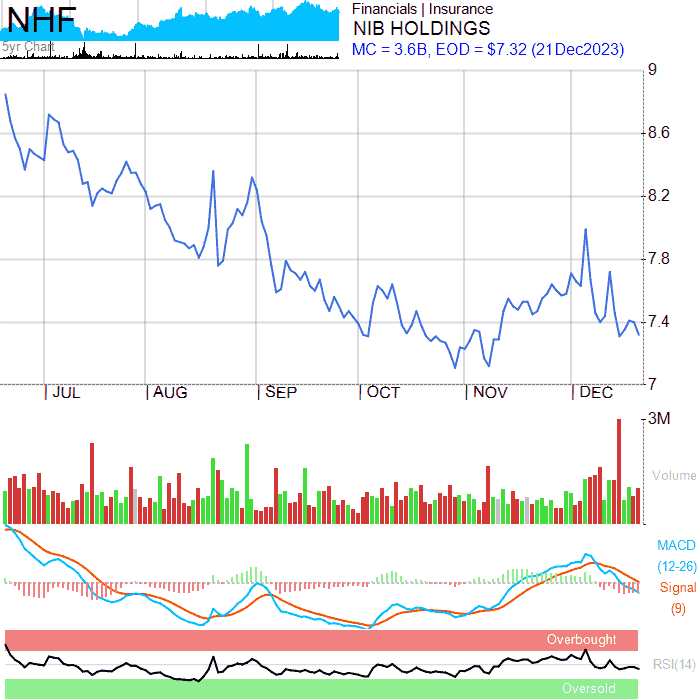 NHF
5yr Chart
Financials | Insurance
NIB HOLDINGS
MC = 3.6B, EOD = $7.32 (21Dec2023)
9
8.6
8.2
7.8
7.4
7
JUL AUG SEP OCT NOV DEC
3M
Volume
MACD
(12-26)
Signal
(9)
Overbought
RSI(14)
Oversold